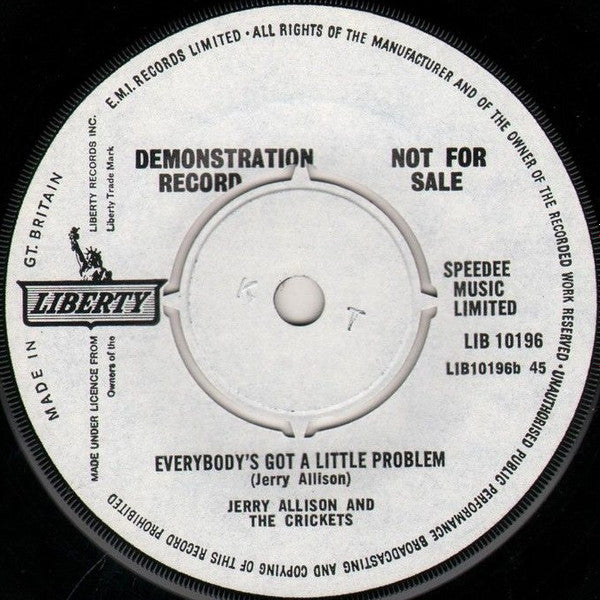 E.M.I. RECORDS LIMITED • ALL RIGHTS OF THE MANUFACTURER AND OF THE OWNER OF THE RECORDED WORK RESERVED • UNAUTHORISED PUBLIC PERFORMANCE BROADCASTING AND COPYING OF THIS RECORD PROHIBITED
MADE IN GT. BRITAIN
DEMONSTRATION
RECORD
NOT FOR
SALE
LIBERTY
MADE UNDER LICENCE FROM LIBERTY RECORDS INC.
Owners of the Liberty Trade Mark
K T
SPEEDEE
MUSIC
LIMITED
LIB 10196
LIB10196b 45
EVERYBODY'S GOT A LITTLE PROBLEM
(Jerry Allison)
JERRY ALLISON AND
THE CRICKETS